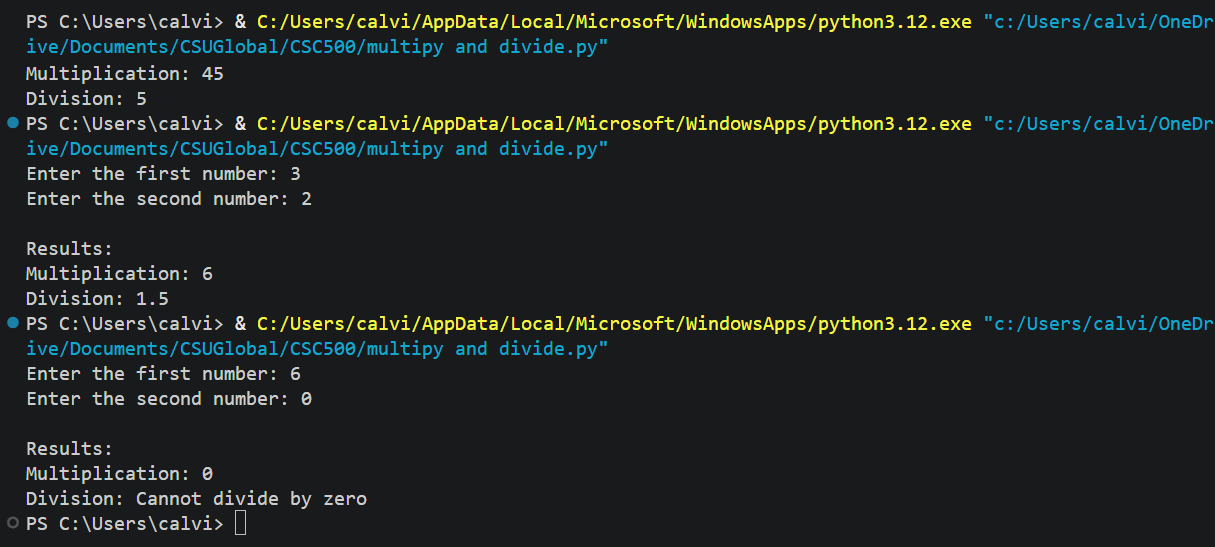 PS C:\Users\calvi> & C:/Users/calvi/AppData/Local/Microsoft/WindowsApps/python3.12.exe "c:/Users/calvi/OneDr
ive/Documents/CSUGlobal/CSC500/multipy and divide.py"
Multiplication: 45
Division: 5
PS C:\Users\calvi> & C:/Users/calvi/AppData/Local/Microsoft/WindowsApps/python3.12.exe "c:/Users/calvi/OneDr
ive/Documents/CSUGlobal/CSC500/multipy and divide.py"
Enter the first number: 3
Enter the second number: 2
Results:
Multiplication: 6
Division: 1.5
PS C:\Users\calvi> & C:/Users/calvi/AppData/Local/Microsoft/WindowsApps/python3.12.exe "c:/Users/calvi/OneDr
ive/Documents/CSUGlobal/CSC500/multipy and divide.py"
Enter the first number: 6
Enter the second number: 0
Results:
Multiplication: 0
Division: Cannot divide by zero
PS C:\Users\calvi>